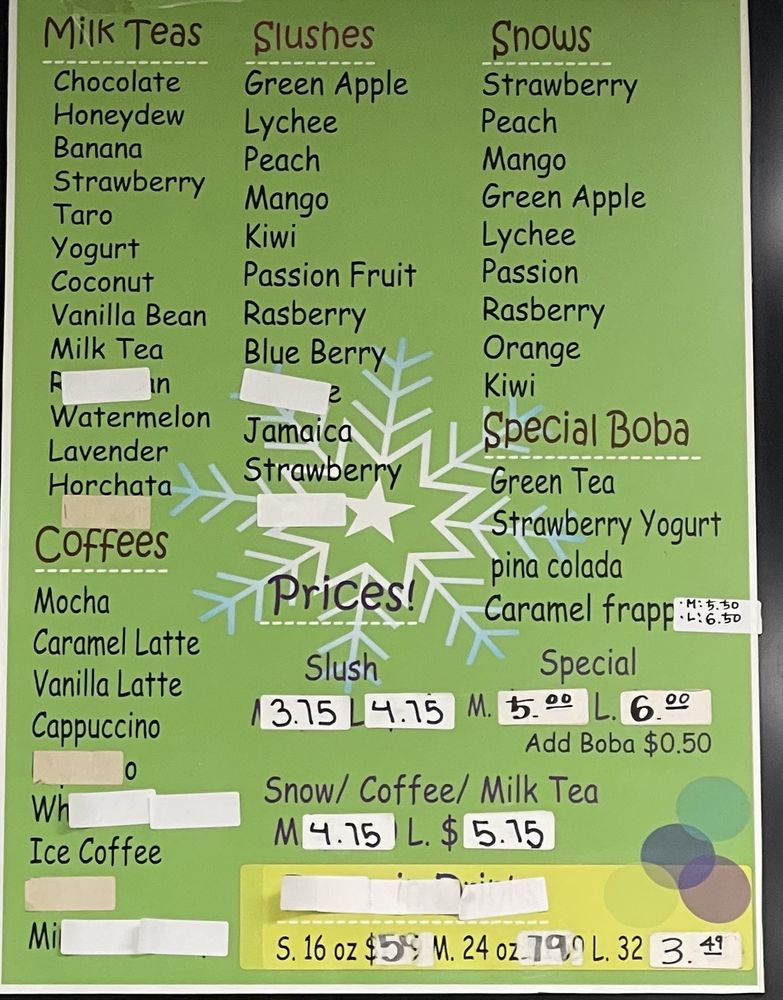 Milk Teas
Chocolate
Honeydew
Banana
Strawberry
Taro
Yogurt
Coconut
Vanilla Bean
Milk Tea
Watermelon
Lavender
Horchata
Coffees
Mocha
Caramel Latte
Vanilla Latte
Cappuccino
Ice Coffee
Slushes
Green Apple
Lychee
Peach
Mango
Kiwi
Passion Fruit
Rasberry
Blue Berry
Jamaica
Strawberry
Snows
Strawberry
Peach
Mango
Green Apple
Lychee
Passion
Rasberry
Orange
Kiwi
Special Boba
Green Tea
Strawberry Yogurt
pina colada
Caramel frapp M: 5.50
L: 6.50
Prices!
Slush
3.75 L 4.75
Special
M. 5.00 L. 6.00
Add Boba $0.50
Snow/ Coffee/ Milk Tea
M 4.75 L. $ 5.75
S. 16 oz M. 24 oz L. 32 3.49